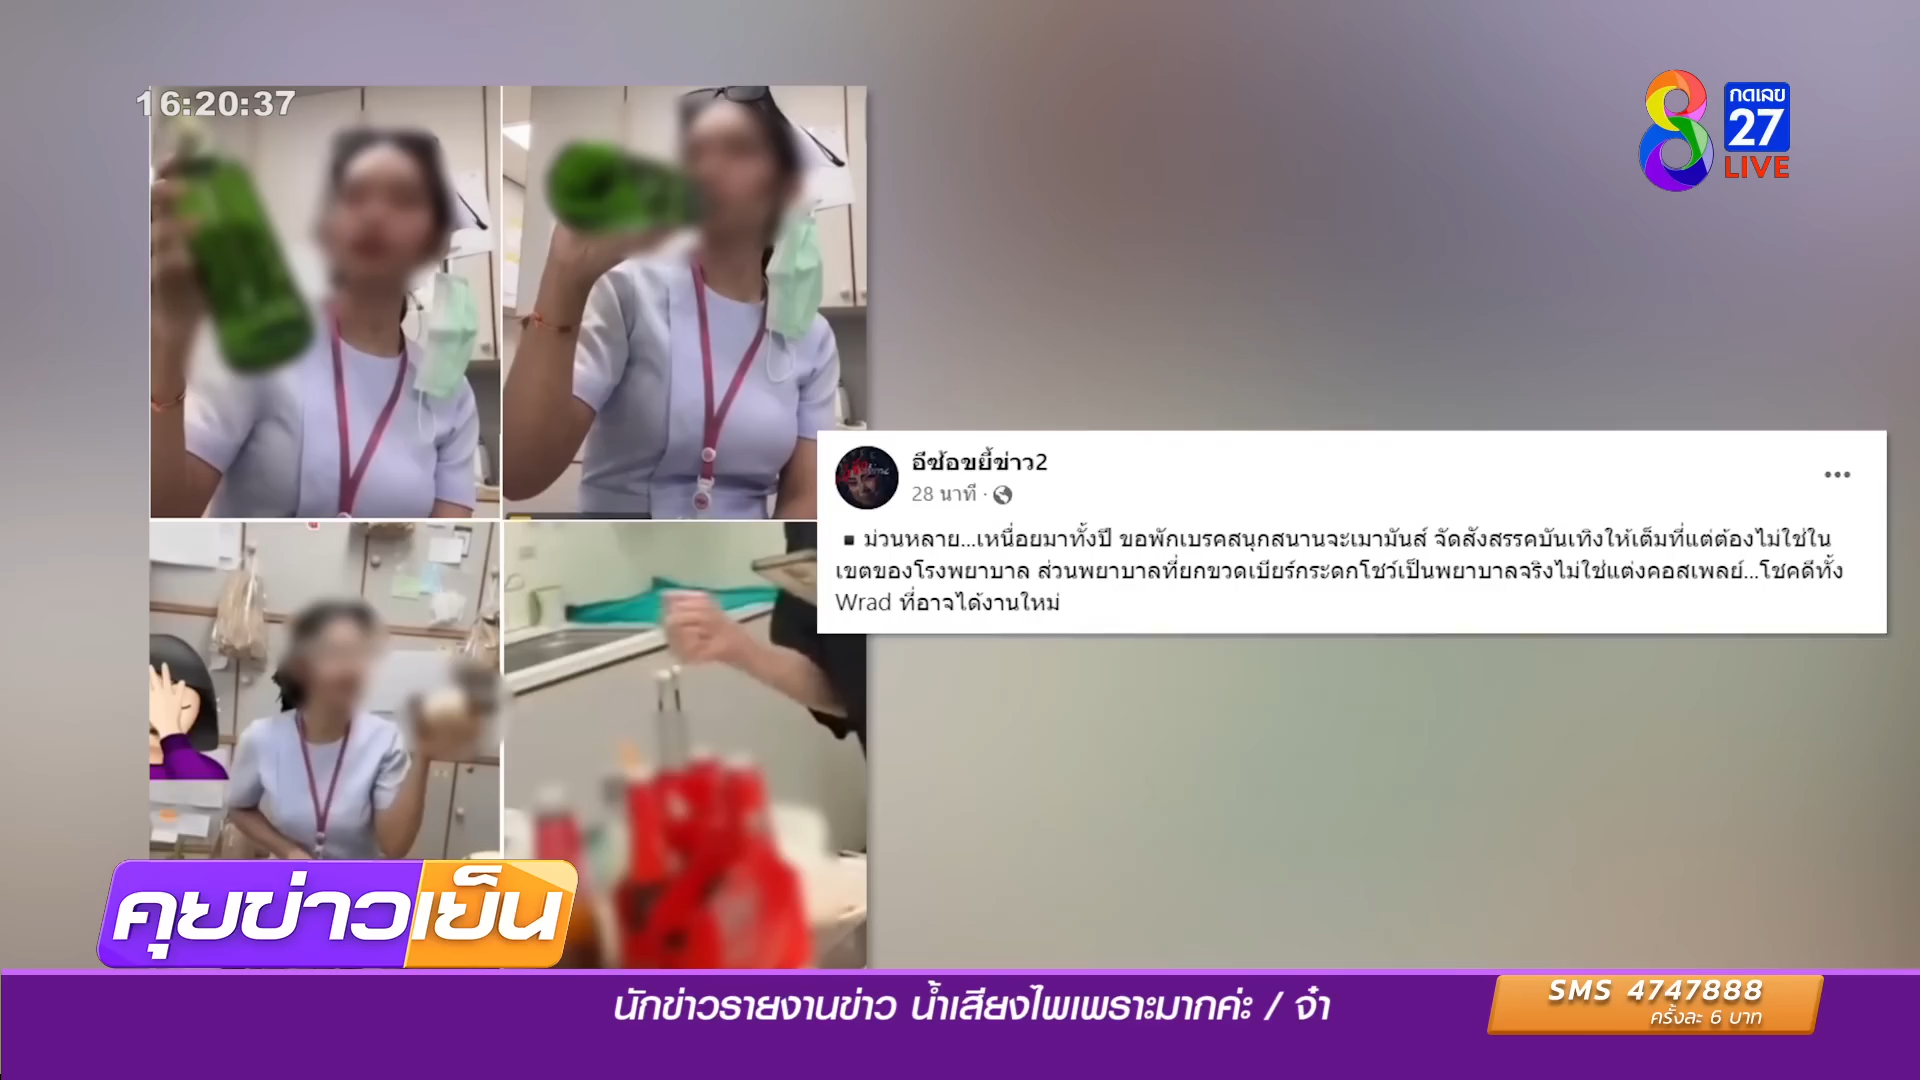 16:20:37
8
กดเลข
27
LIVE
อีซ้อขยี้ข่าว2
28 นาที ·
▪ ม่วนหลาย...เหนื่อยมาทั้งปี ขอพักเบรคสนุกสนานจะเมามันส์ จัดสังสรรคบันเทิงให้เต็มที่แต่ต้องไม่ใช่ใน
เขตของโรงพยาบาล ส่วนพยาบาลที่ยกขวดเบียร์กระดกโชว์เป็นพยาบาลจริงไม่ใช่แต่งคอสเพลย์...โชคดีทั้ง
Wrad ที่อาจได้งานใหม่
คุยข่าวเย็น
นักข่าวรายงานข่าว น้ำเสียงไพเพราะมากค่ะ / จ๋า
SMS 4747888
ครั้งละ 6 บาท